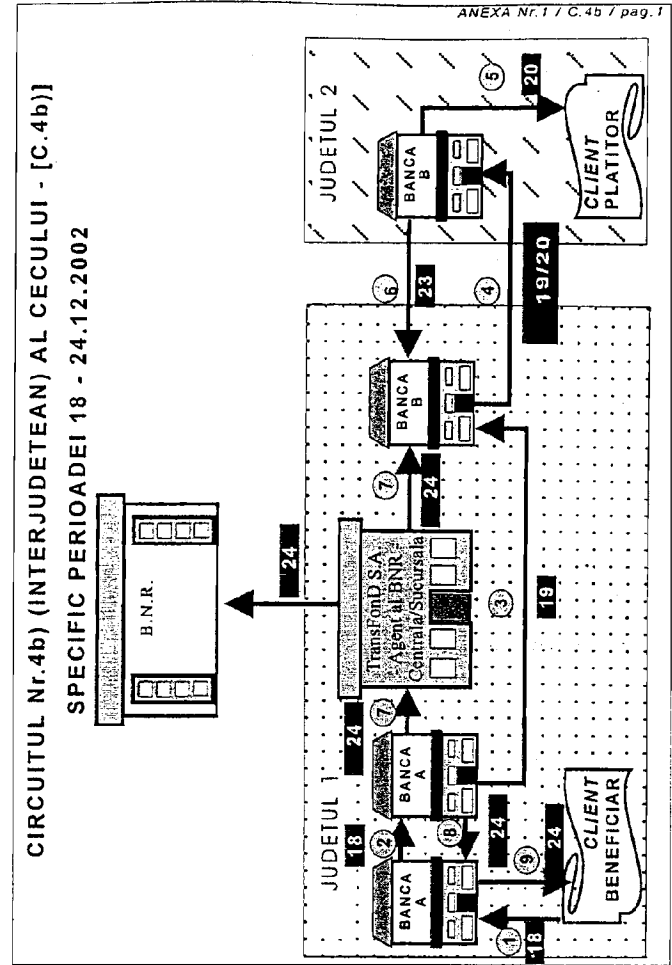 ANEXA Nr.1 / C.4b / pag.1
CIRCUITUL Nr.4b) (INTERJUDETEAN) AL CECULUI - [C.4b)]
SPECIFIC PERIOADEI 18 - 24.12.2002
B.N.R.
24
JUDETUL 1
JUDETUL 2
18
24
TransFonD S.A.
Agent al BNR
Centrala/Sucursala
BANCA
A
2
BANCA
A
7
7
24
BANCA
B
6
23
BANCA
B
5
20
8
24
3
4
19/20
1
18
9
24
19
CLIENT
BENEFICIAR
CLIENT
PLATITOR